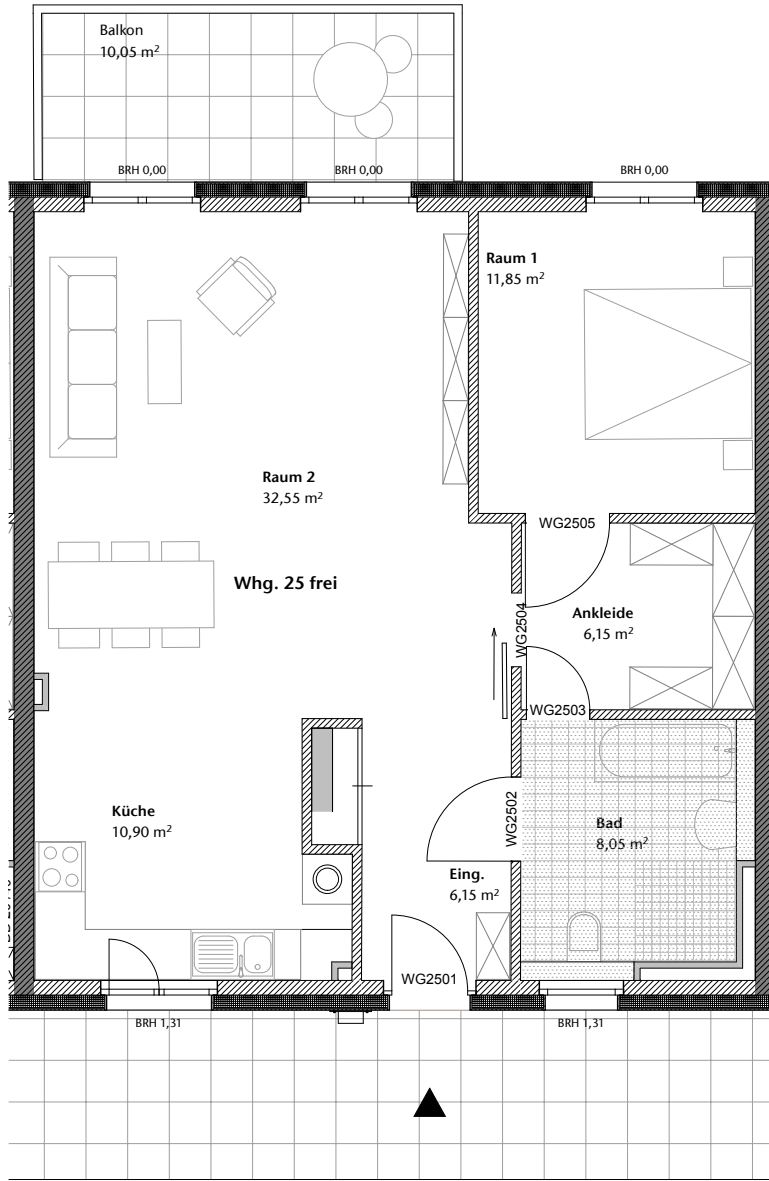 Balkon
10,05 m²
BRH 0,00
BRH 0,00
BRH 0,00
Raum 1
11,85 m²
Raum 2
32,55 m²
WG2505
Whg. 25 frei
WG2504
Ankleide
6,15 m²
WG2503
Küche
10,90 m²
WG2502
Bad
8,05 m²
Eing.
6,15 m²
WG2501
BRH 1,31
BRH 1,31